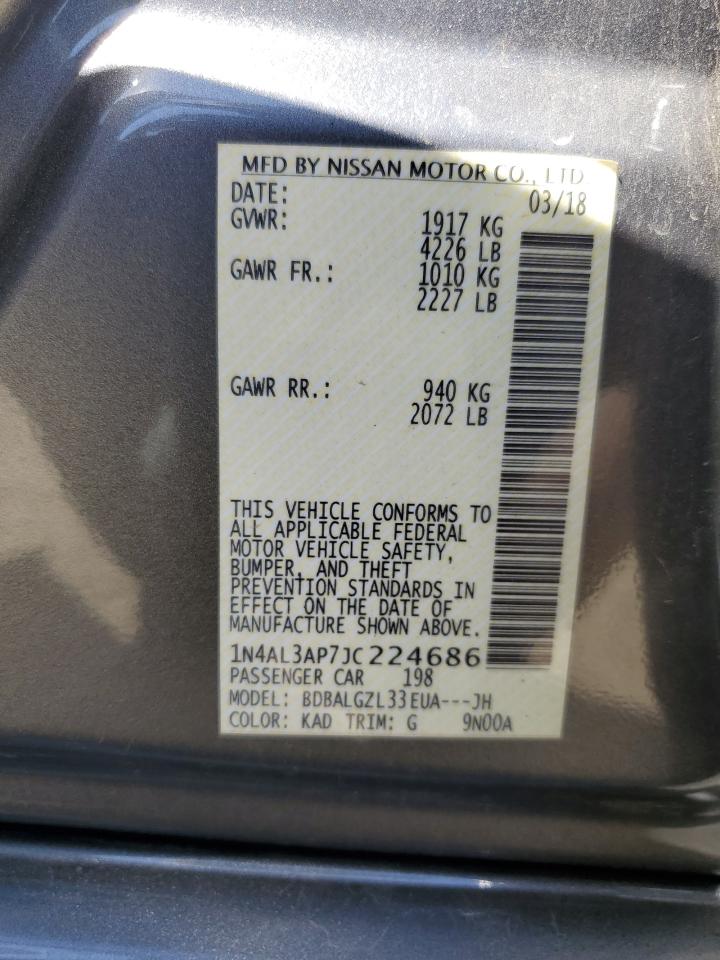 MFD BY NISSAN MOTOR CO., LTD.
DATE: 03/18
GVWR: 1917 KG
4226 LB
GAWR FR.: 1010 KG
2227 LB
GAWR RR.: 940 KG
2072 LB
THIS VEHICLE CONFORMS TO
ALL APPLICABLE FEDERAL
MOTOR VEHICLE SAFETY,
BUMPER, AND THEFT
PREVENTION STANDARDS IN
EFFECT ON THE DATE OF
MANUFACTURE SHOWN ABOVE.
1N4AL3AP7JC224686
PASSENGER CAR 198
MODEL: BDBALGZL33EUA---JH
COLOR: KAD TRIM: G 9N00A